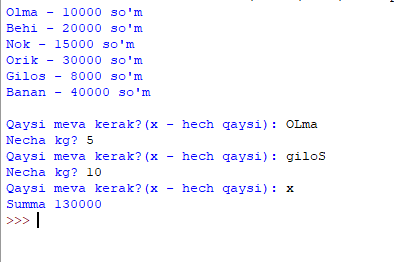 Olma - 10000 so'm
Behi - 20000 so'm
Nok - 15000 so'm
Orik - 30000 so'm
Gilos - 8000 so'm
Banan - 40000 so'm
Qaysi meva kerak?(x - hech qaysi): OLma
Necha kg? 5
Qaysi meva kerak?(x - hech qaysi): giloS
Necha kg? 10
Qaysi meva kerak?(x - hech qaysi): x
Summa 130000
>>>